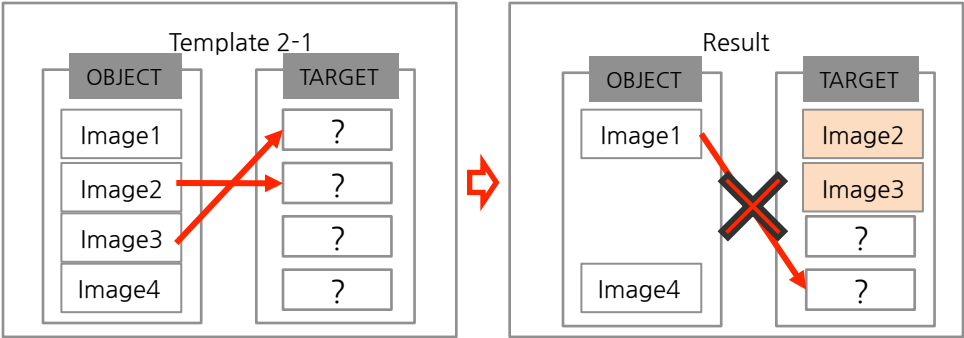 Template 2-1
OBJECT
TARGET
Image1
?
Image2
?
Image3
?
Image4
?
Result
OBJECT
TARGET
Image1
Image2
Image3
?
Image4
?